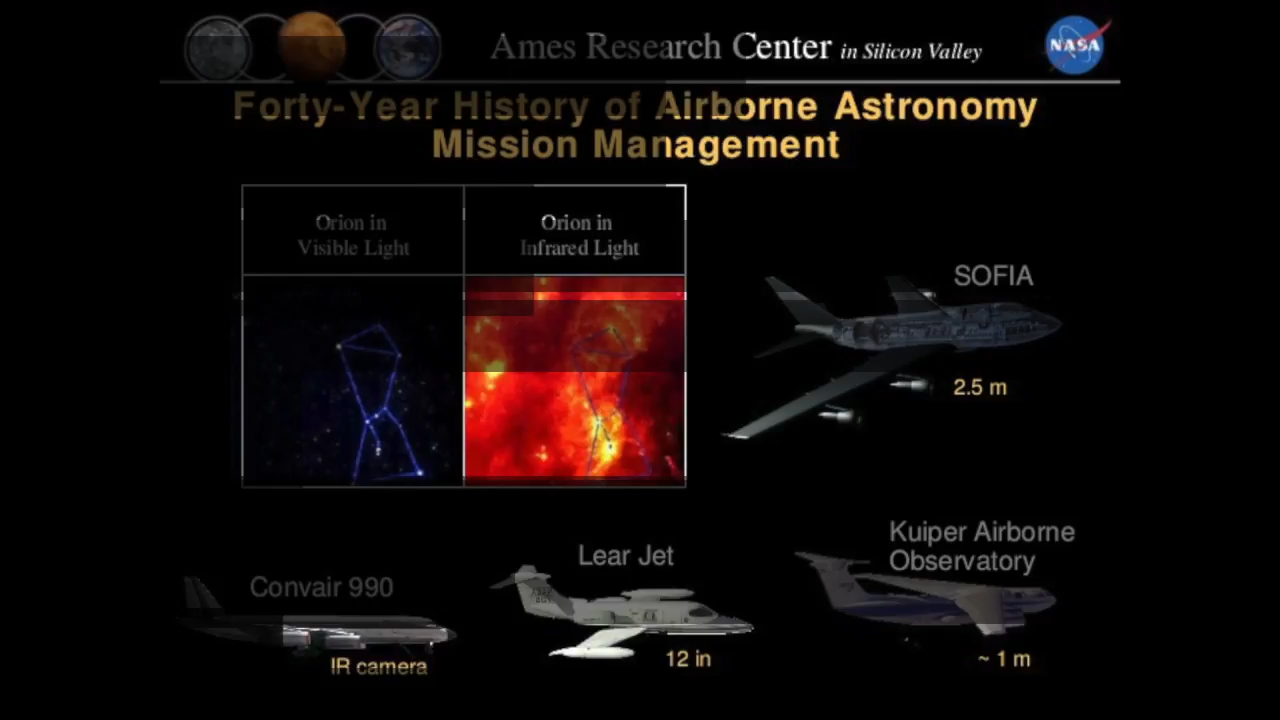 Ames Research Center in Silicon Valley
NASA
Forty-Year History of Airborne Astronomy
Mission Management
Orion in
Visible Light
Orion in
Infrared Light
SOFIA
2.5 m
Convair 990
IR camera
Lear Jet
12 in
Kuiper Airborne
Observatory
~ 1 m